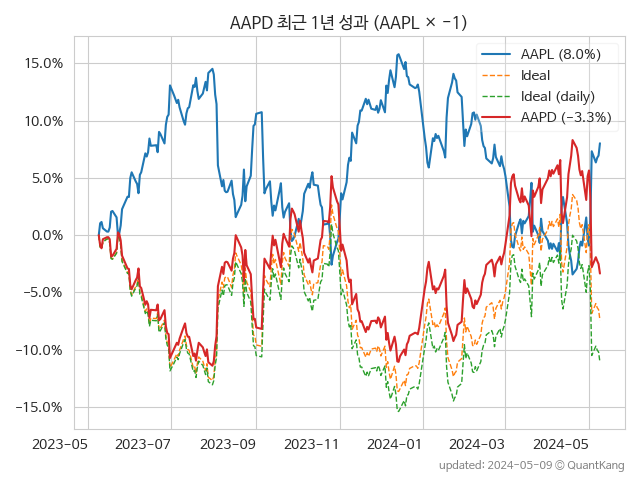 AAPD 최근 1년 성과 (AAPL × −1)
AAPL (8.0%)
Ideal
Ideal (daily)
AAPD (−3.3%)
15.0%
10.0%
5.0%
0.0%
−5.0%
−10.0%
−15.0%
2023-05 2023-07 2023-09 2023-11 2024-01 2024-03 2024-05
updated: 2024-05-09 © QuantKang